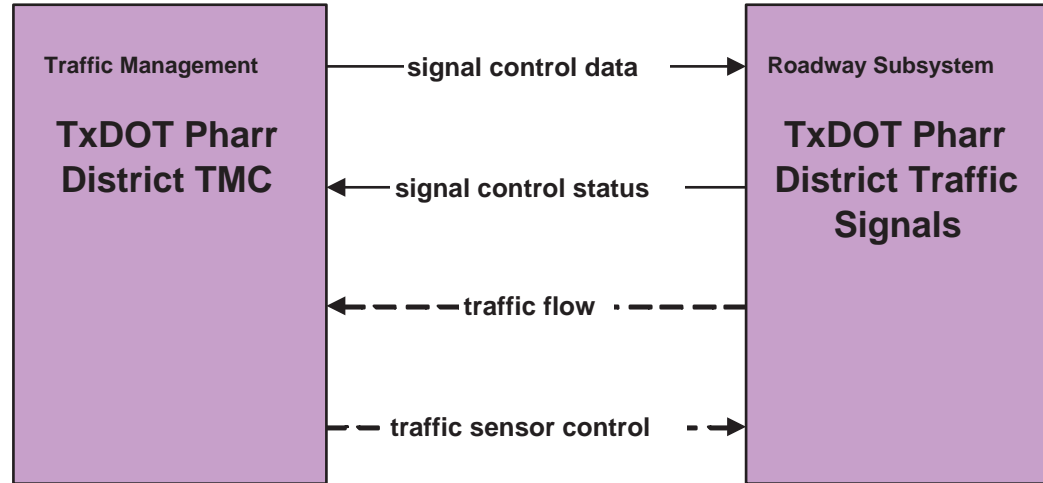 Traffic Management
TxDOT Pharr
District TMC
signal control data
signal control status
traffic flow
traffic sensor control
Roadway Subsystem
TxDOT Pharr
District Traffic
Signals